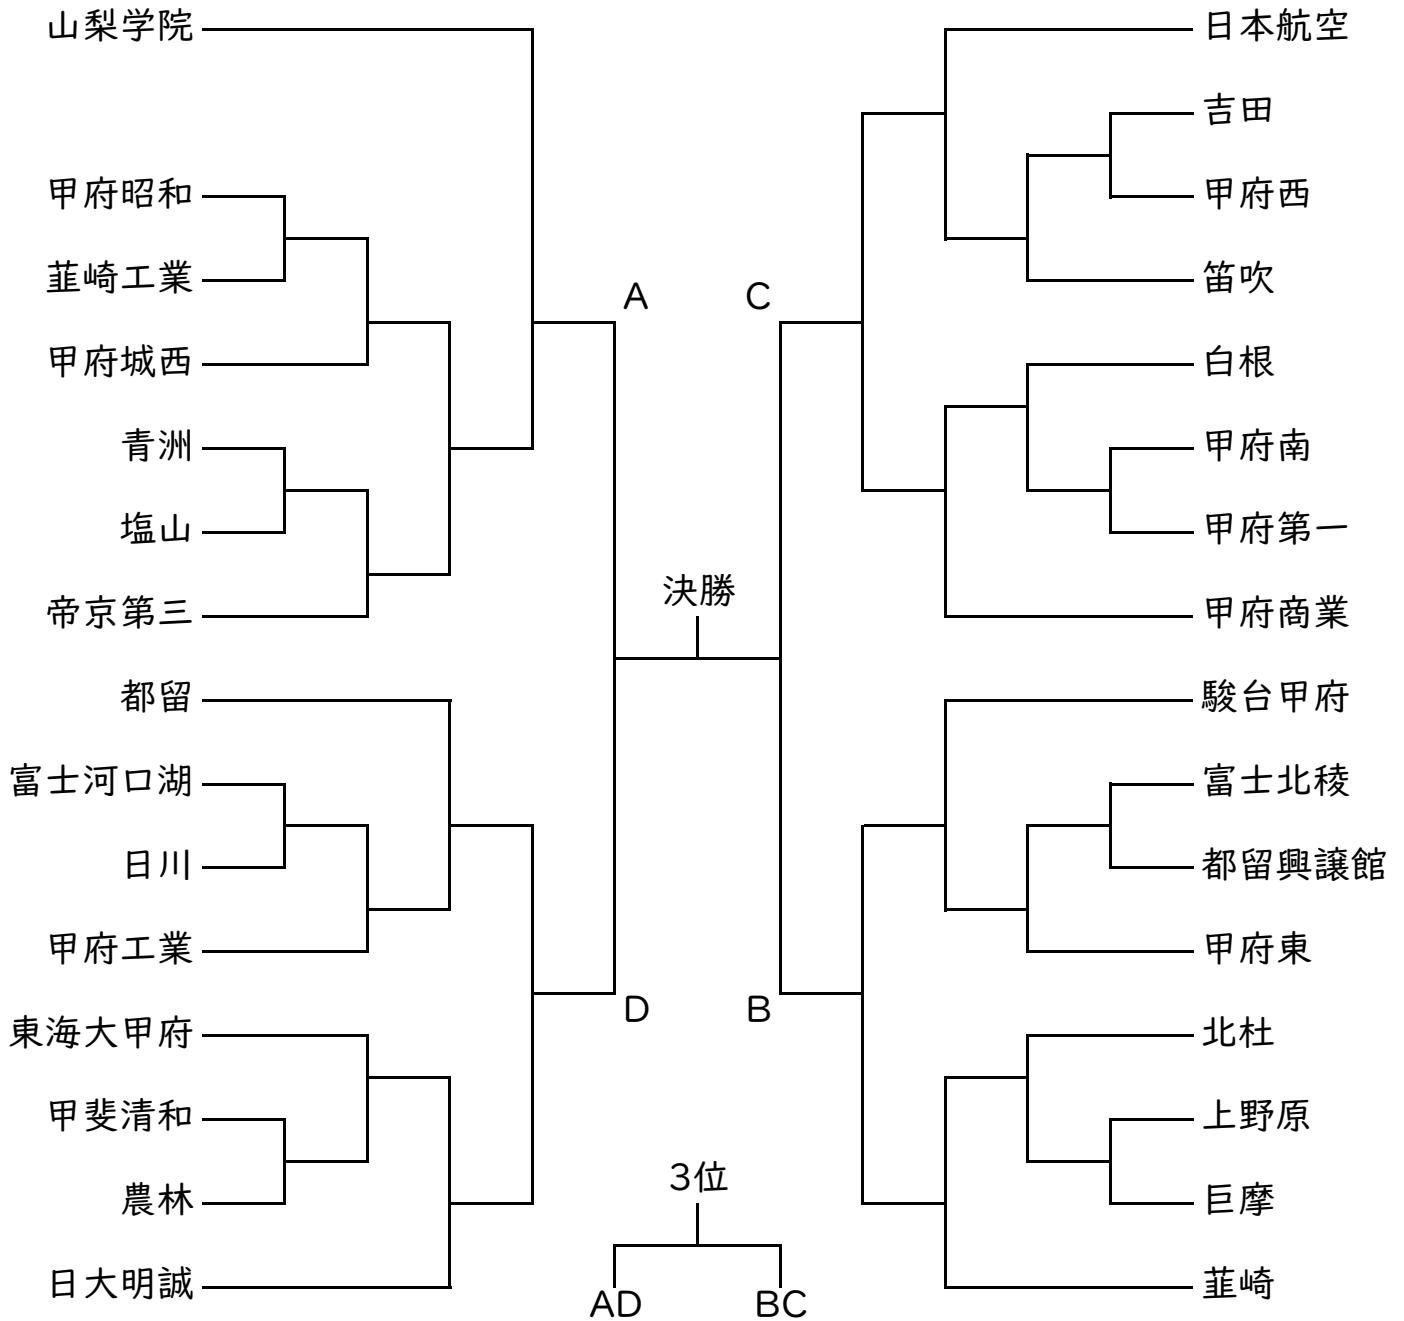 山梨学院
甲府昭和
韮崎工業
甲府城西
青洲
塩山
帝京第三
都留
富士河口湖
日川
甲府工業
東海大甲府
甲斐清和
農林
日大明誠
A
C
決勝
D
B
3位
AD
BC
日本航空
吉田
甲府西
笛吹
白根
甲府南
甲府第一
甲府商業
駿台甲府
富士北稜
都留興譲館
甲府東
北杜
上野原
巨摩
韮崎